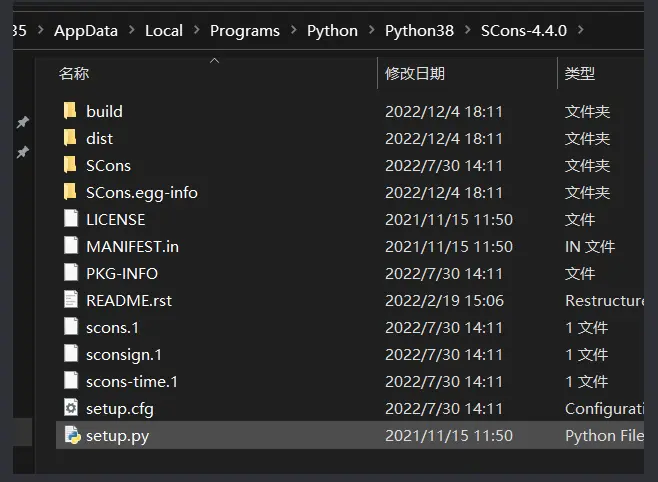 35 > AppData > Local > Programs > Python > Python38 > SCons-4.4.0 >
名称 修改日期 类型
build 2022/12/4 18:11 文件夹
dist 2022/12/4 18:11 文件夹
SCons 2022/7/30 14:11 文件夹
SCons.egg-info 2022/12/4 18:11 文件夹
LICENSE 2021/11/15 11:50 文件
MANIFEST.in 2021/11/15 11:50 IN 文件
PKG-INFO 2022/7/30 14:11 文件
README.rst 2022/2/19 15:06 Restructure
scons.1 2022/7/30 14:11 1 文件
sconsign.1 2022/7/30 14:11 1 文件
scons-time.1 2022/7/30 14:11 1 文件
setup.cfg 2022/7/30 14:11 Configurati
setup.py 2021/11/15 11:50 Python File